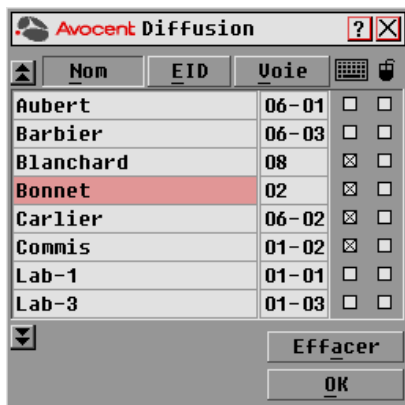 Avocent Diffusion ? X
Nom EID Voie
Aubert 06-01
Barbier 06-03
Blanchard 08
Bonnet 02
Carlier 06-02
Commis 01-02
Lab-1 01-01
Lab-3 01-03
Effacer
OK